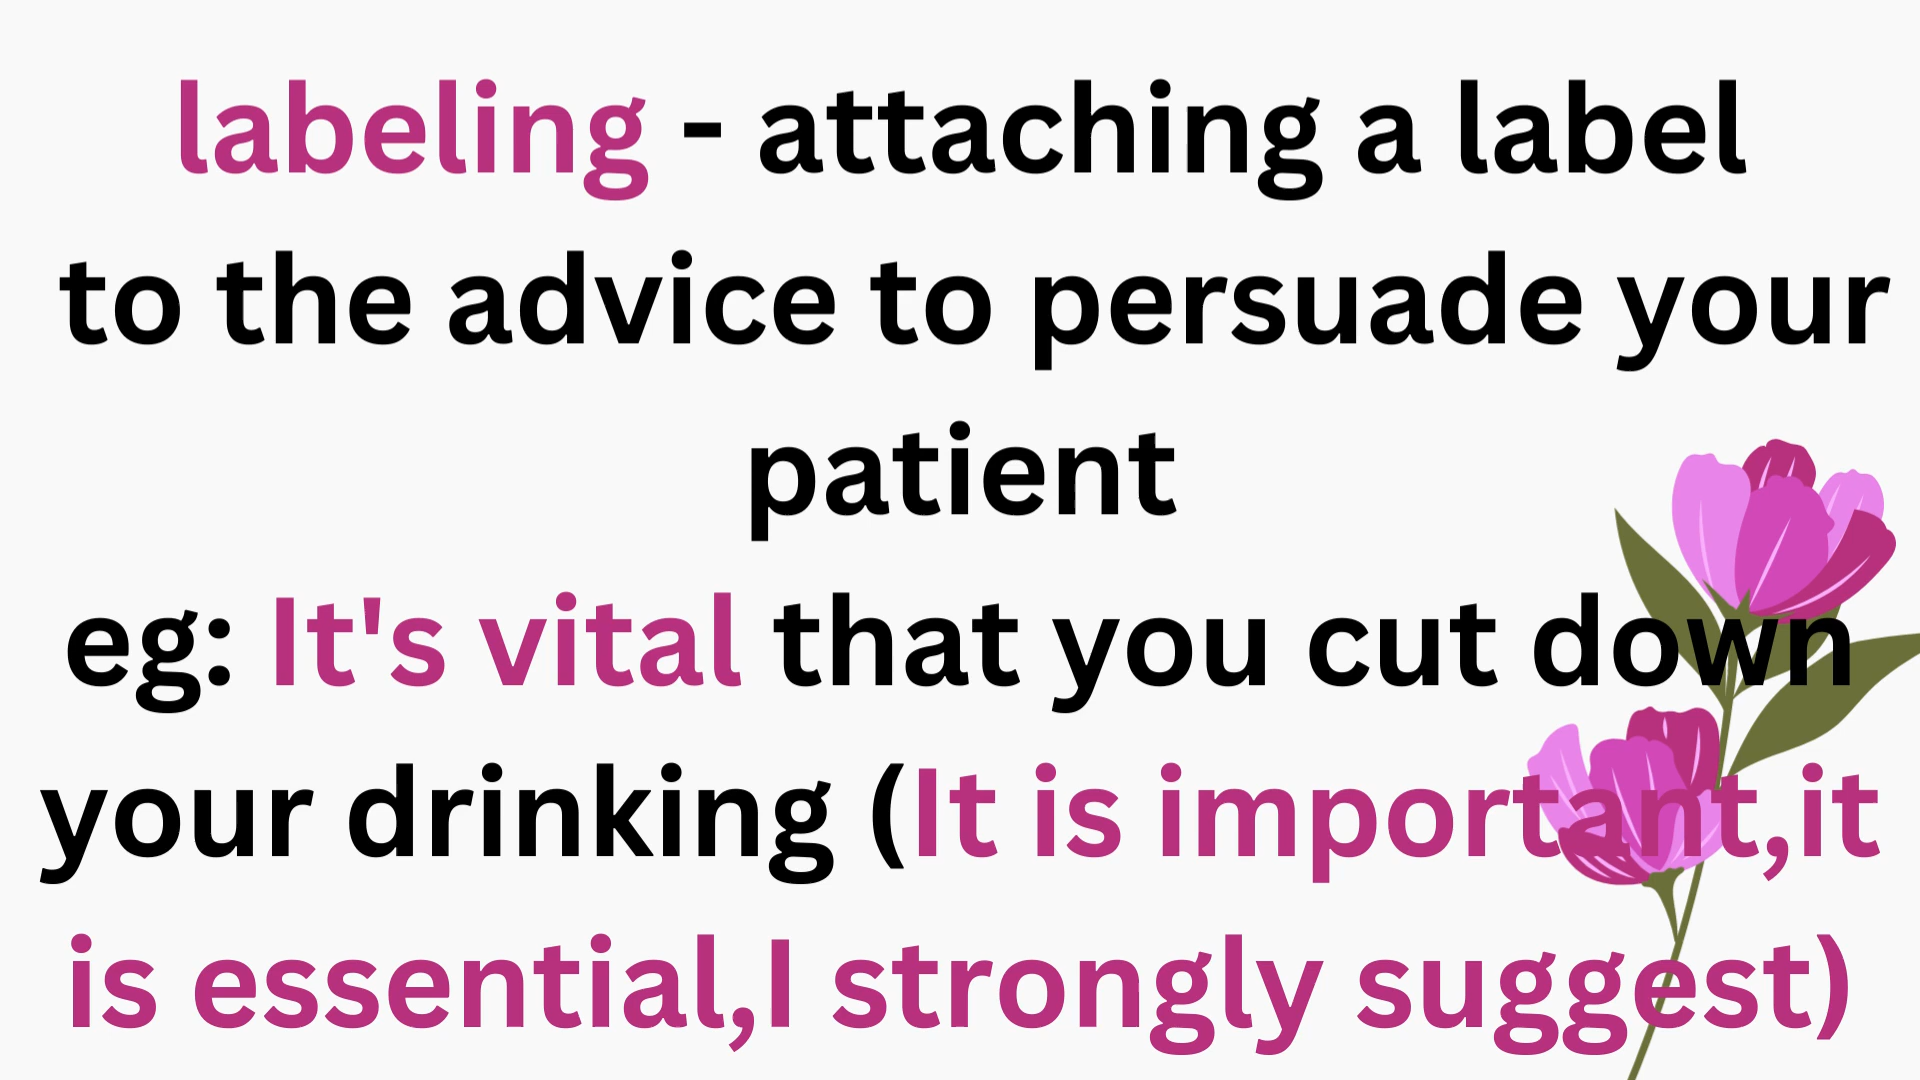 labeling - attaching a label
to the advice to persuade your
patient
eg: It's vital that you cut down
your drinking (It is important,it
is essential,I strongly suggest)